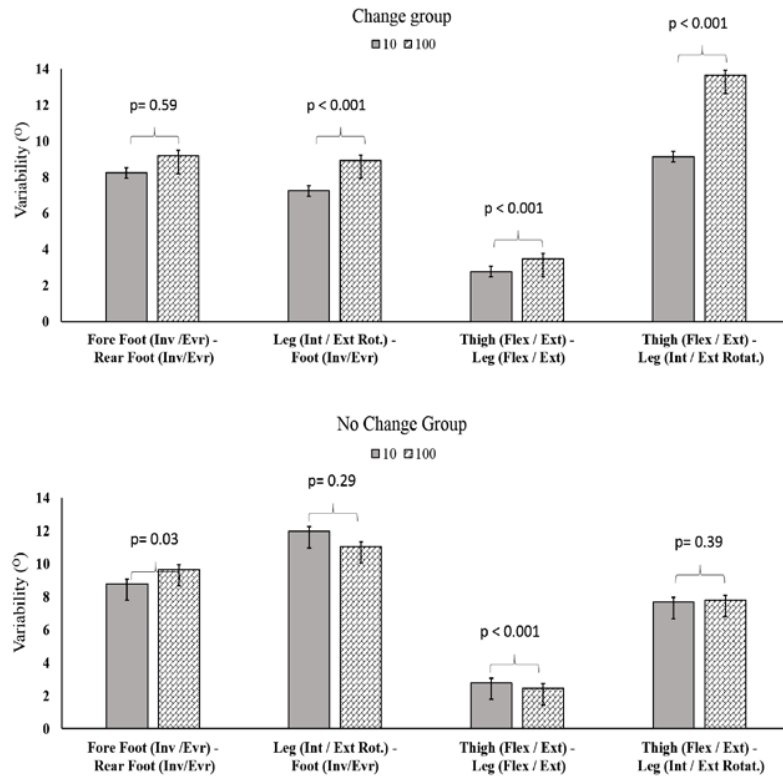 Change group
10 100
p < 0.001
p= 0.59
p < 0.001
p < 0.001
Variability (O)
14
12
10
8
6
4
2
0
Fore Foot (Inv /Evr) -
Rear Foot (Inv/Evr)
Leg (Int / Ext Rot.) -
Foot (Inv/Evr)
Thigh (Flex / Ext) -
Leg (Flex / Ext)
Thigh (Flex / Ext) -
Leg (Int / Ext Rotat.)
No Change Group
10 100
p= 0.03
p = 0.29
p < 0.001
p= 0.39
Variability (O)
14
12
10
8
6
4
2
0
Fore Foot (Inv /Evr) -
Rear Foot (Inv/Evr)
Leg (Int / Ext Rot.) -
Foot (Inv/Evr)
Thigh (Flex / Ext) -
Leg (Flex / Ext)
Thigh (Flex / Ext) -
Leg (Int / Ext Rotat.)